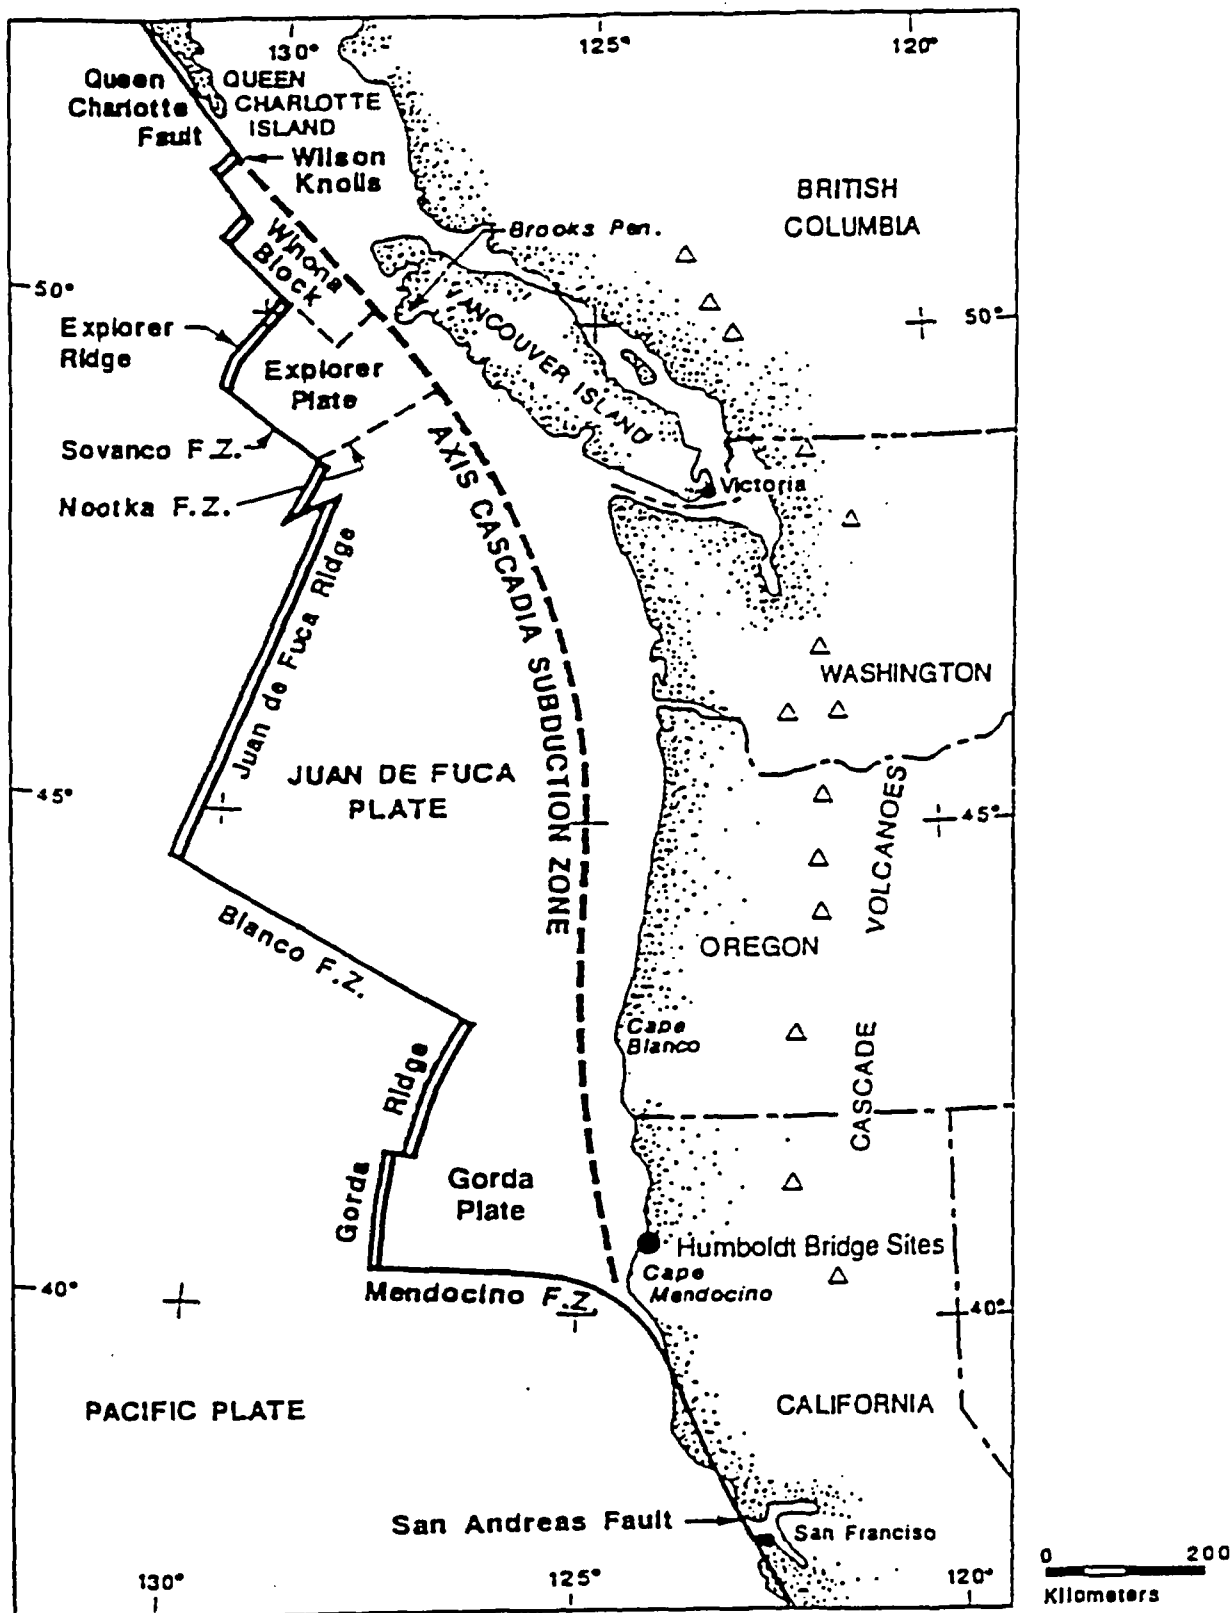 130°
125°
120°
Queen
Charlotte
Fault
QUEEN
CHARLOTTE
ISLAND
Wilson
Knolls
BRITISH
COLUMBIA
Winona
Block
Brooks Pen.
50°
50°
Explorer
Ridge
Explorer
Plate
VANCOUVER ISLAND
Sovanco F.Z.
Nootka F.Z.
Victoria
AXIS CASCADIA SUBDUCTION ZONE
Juan de Fuca Ridge
WASHINGTON
JUAN DE FUCA
PLATE
45°
45°
CASCADE VOLCANOES
Blanco F.Z.
OREGON
Cape
Blanco
Gorda Ridge
Gorda
Plate
Humboldt Bridge Sites
Cape
Mendocino
40°
40°
Mendocino F.Z.
PACIFIC PLATE
CALIFORNIA
San Andreas Fault
San Franciso
130°
125°
120°
0 200
Kilometers